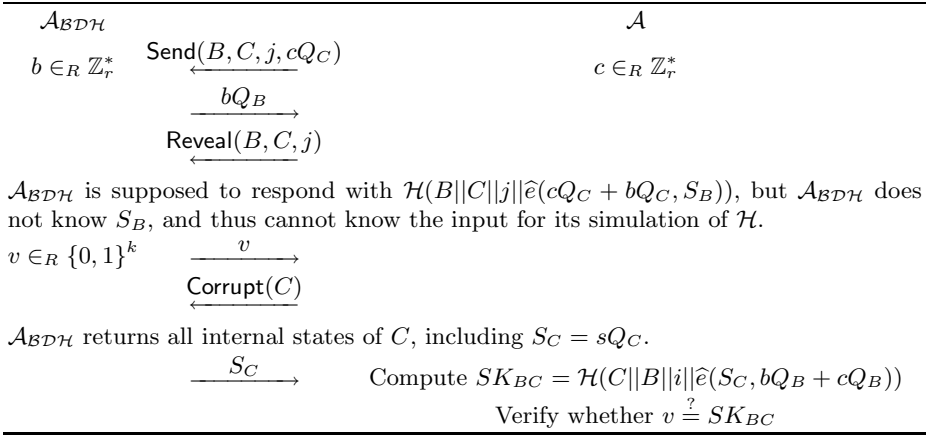 𝒜_{ℬ𝒟ℋ} 𝒜
b ∈_R ℤ_r^* Send(B, C, j, cQ_C) c ∈_R ℤ_r^*
bQ_B
Reveal(B, C, j)
𝒜_{ℬ𝒟ℋ} is supposed to respond with ℋ(B||C||j||ê(cQ_C + bQ_C, S_B)), but 𝒜_{ℬ𝒟ℋ} does
not know S_B, and thus cannot know the input for its simulation of ℋ.
v ∈_R {0, 1}^k v
Corrupt(C)
𝒜_{ℬ𝒟ℋ} returns all internal states of C, including S_C = sQ_C.
S_C Compute SK_{BC} = ℋ(C||B||i||ê(S_C, bQ_B + cQ_B))
Verify whether v =^? SK_{BC}